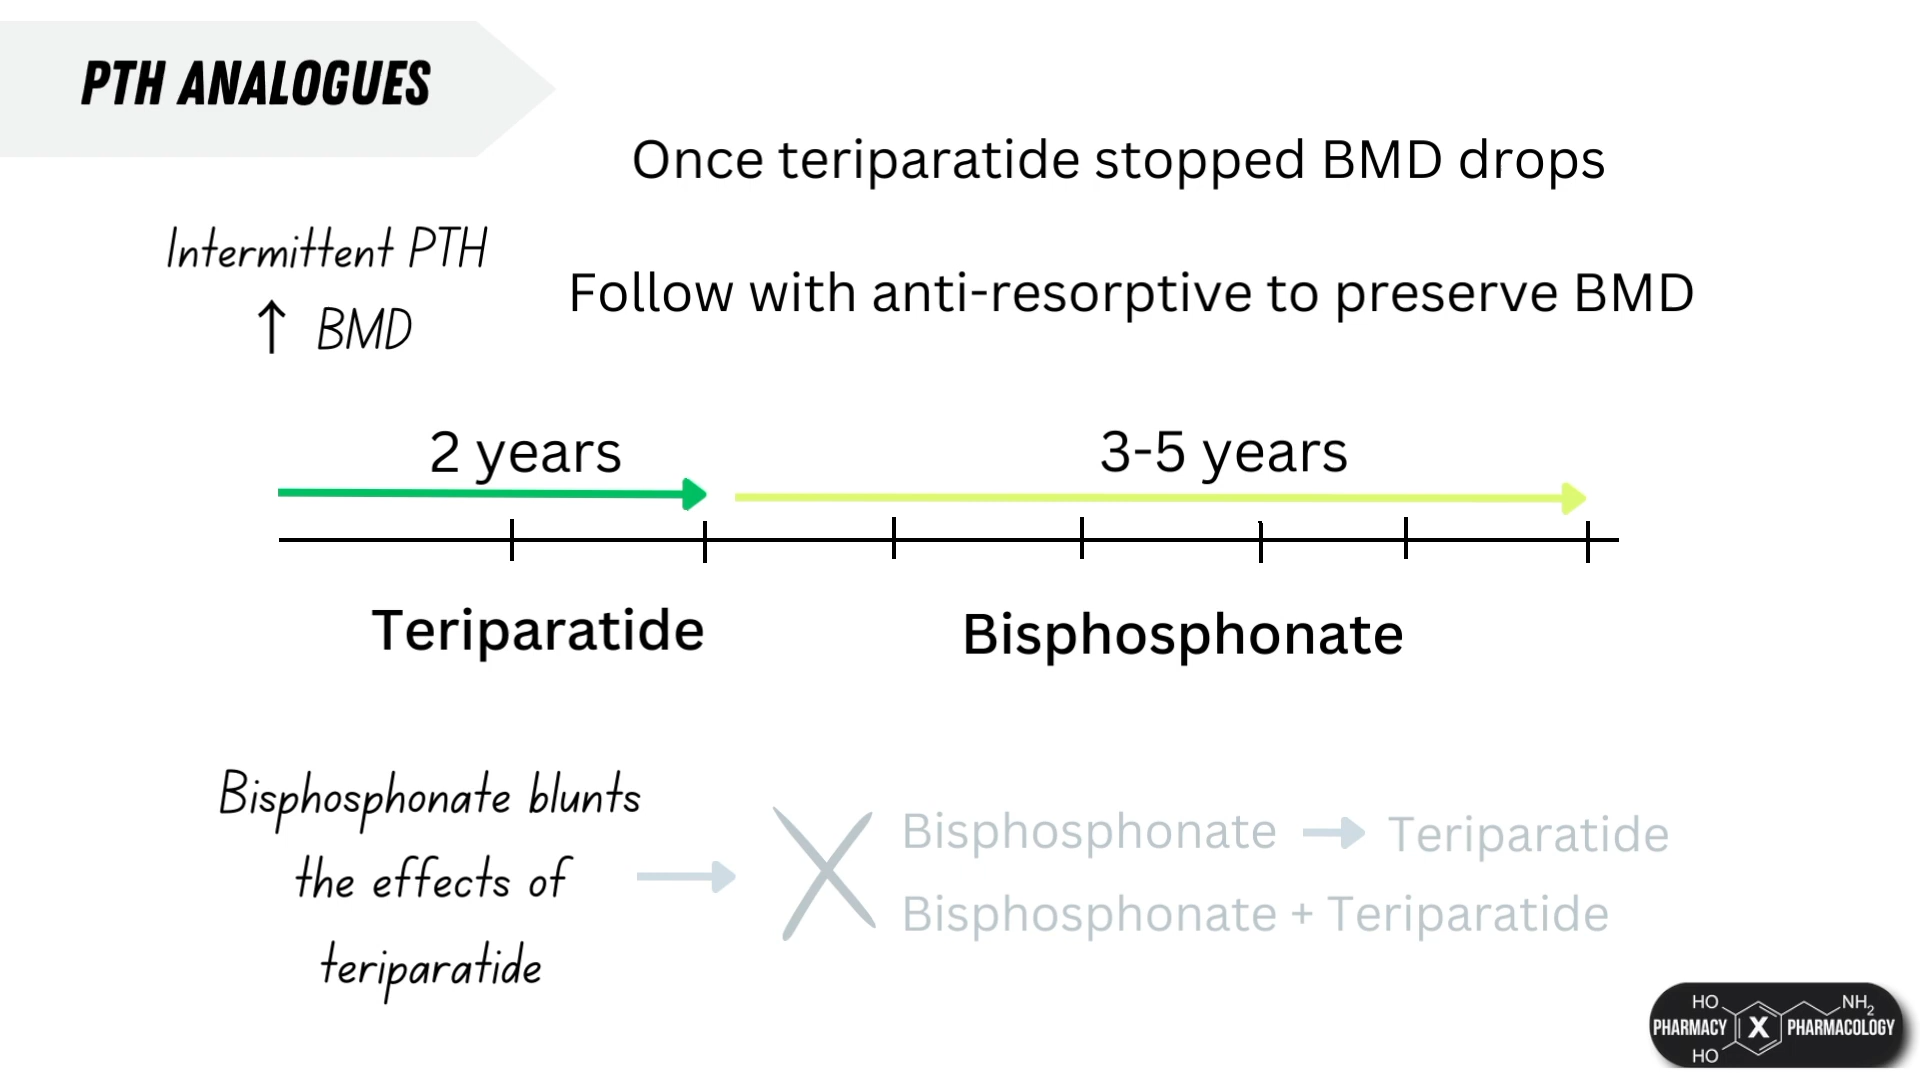 PTH ANALOGUES
Once teriparatide stopped BMD drops
Intermittent PTH
↑ BMD
Follow with anti-resorptive to preserve BMD
2 years
3-5 years
Teriparatide
Bisphosphonate
Bisphosphonate blunts
the effects of
teriparatide
Bisphosphonate → Teriparatide
Bisphosphonate + Teriparatide
HO
NH2
PHARMACY X PHARMACOLOGY
HO